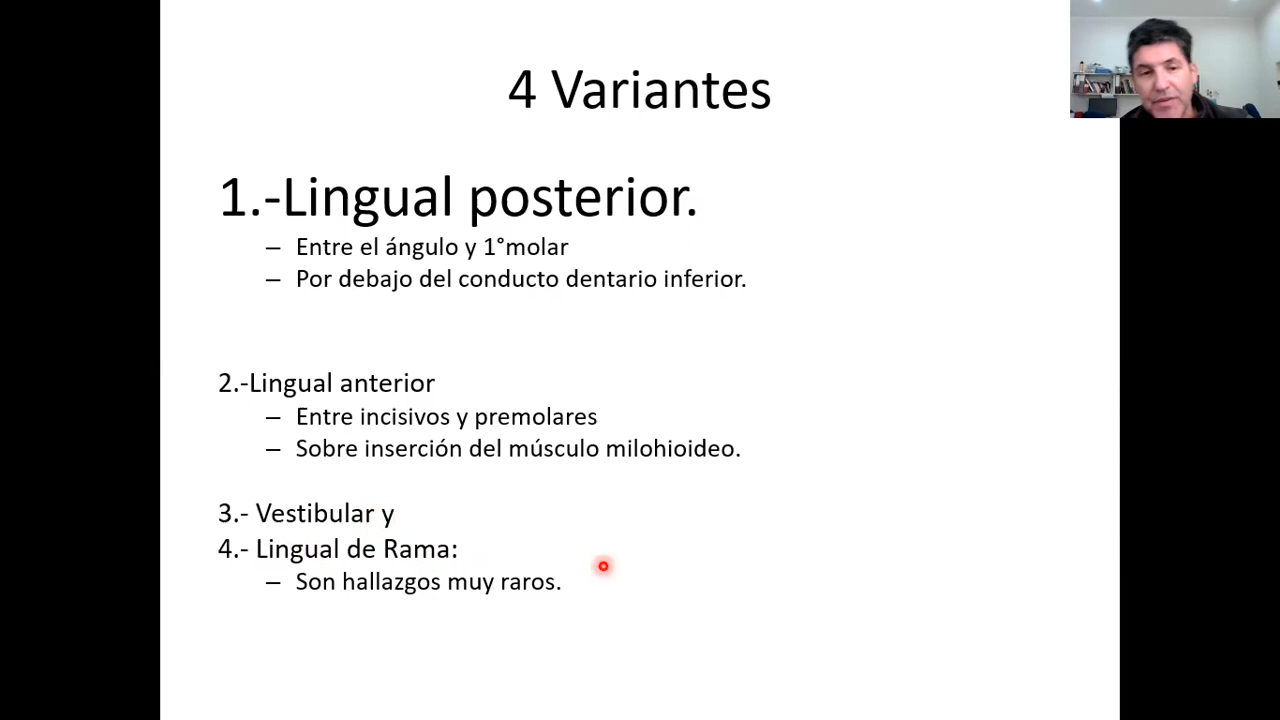 4 Variantes
1.-Lingual posterior.
– Entre el ángulo y 1°molar
– Por debajo del conducto dentario inferior.
2.-Lingual anterior
– Entre incisivos y premolares
– Sobre inserción del músculo milohioideo.
3.- Vestibular y
4.- Lingual de Rama:
– Son hallazgos muy raros.